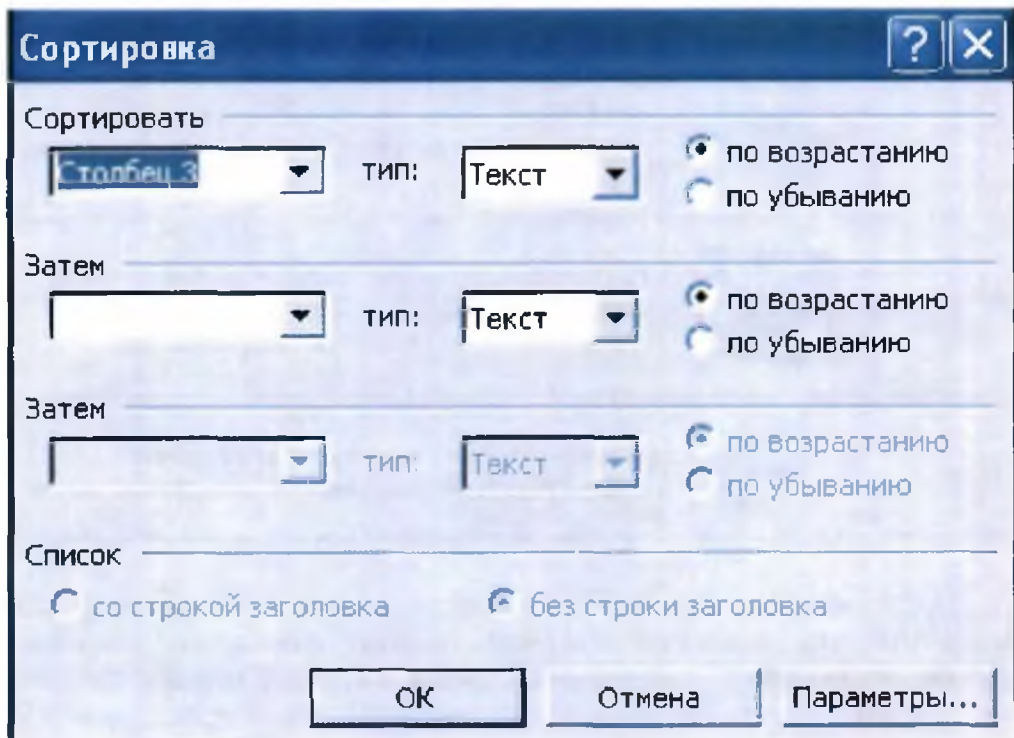 Сортировка
Сортировать
Столбец 3 тип: Текст по возрастанию
по убыванию
Затем
тип: Текст по возрастанию
по убыванию
Затем
тип: Текст по возрастанию
по убыванию
Список
со строкой заголовка без строки заголовка
ОК Отмена Параметры...